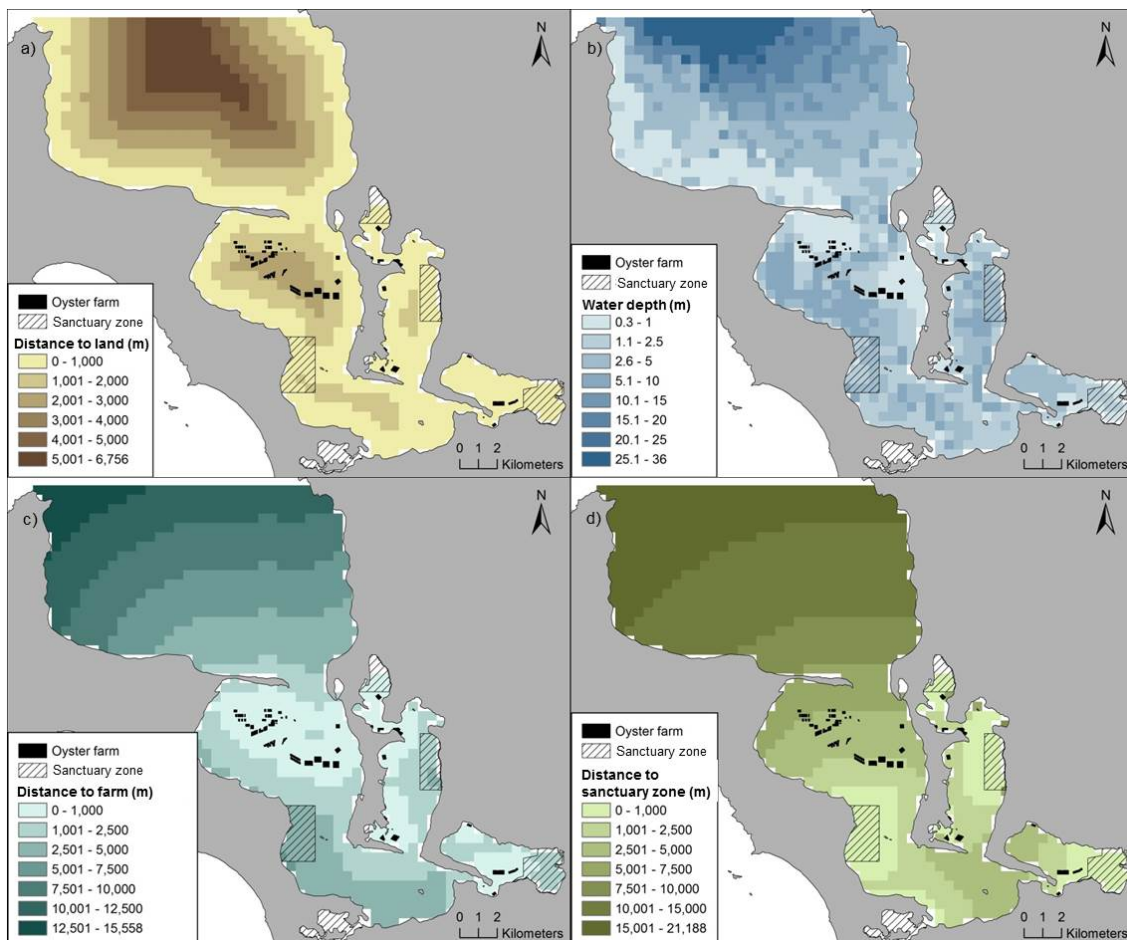 a)
N
Oyster farm
Sanctuary zone
Distance to land (m)
0 - 1,000
1,001 - 2,000
2,001 - 3,000
3,001 - 4,000
4,001 - 5,000
5,001 - 6,756
0 1 2
Kilometers
b)
N
Oyster farm
Sanctuary zone
Water depth (m)
0.3 - 1
1.1 - 2.5
2.6 - 5
5.1 - 10
10.1 - 15
15.1 - 20
20.1 - 25
25.1 - 36
0 1 2
Kilometers
c)
N
Oyster farm
Sanctuary zone
Distance to farm (m)
0 - 1,000
1,001 - 2,500
2,501 - 5,000
5,001 - 7,500
7,501 - 10,000
10,001 - 12,500
12,501 - 15,558
0 1 2
Kilometers
d)
N
Oyster farm
Sanctuary zone
Distance to
sanctuary zone (m)
0 - 1,000
1,001 - 2,500
2,501 - 5,000
5,001 - 7,500
7,501 - 10,000
10,001 - 15,000
15,001 - 21,188
0 1 2
Kilometers